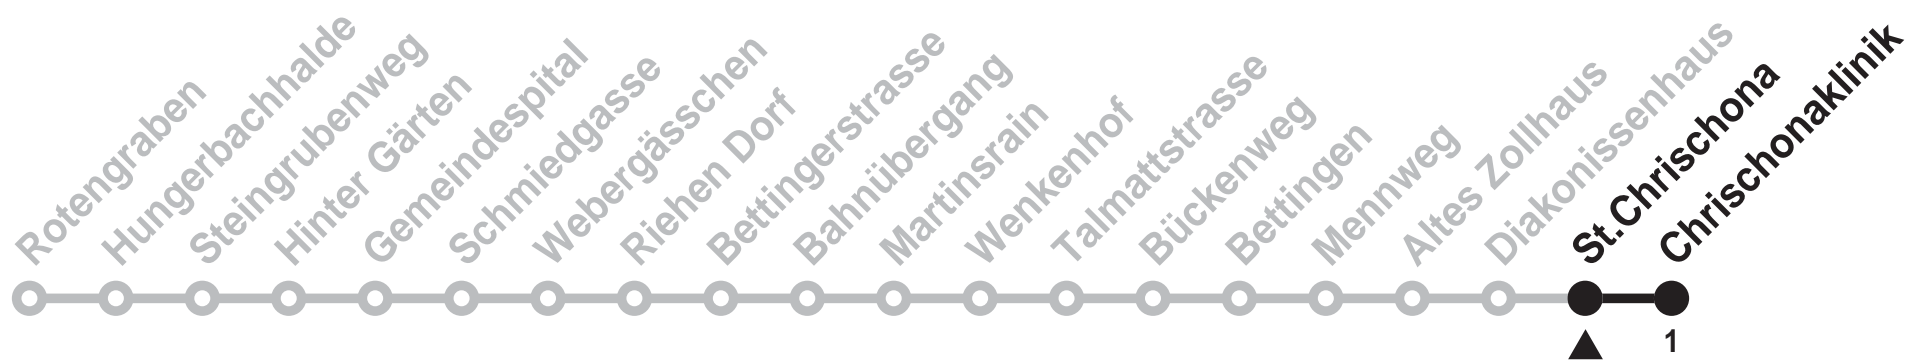 Rotengraben
Hungerbachhalde
Steingrubenweg
Hinter Gärten
Gemeindespital
Schmiedgasse
Webergässchen
Riehen Dorf
Bettingerstrasse
Bahnübergang
Martinsrain
Wenkenhof
Talmattstrasse
Bückenweg
Bettingen
Mennweg
Altes Zollhaus
Diakonissenhaus
St.Chrischona
Chrischonaklinik
1